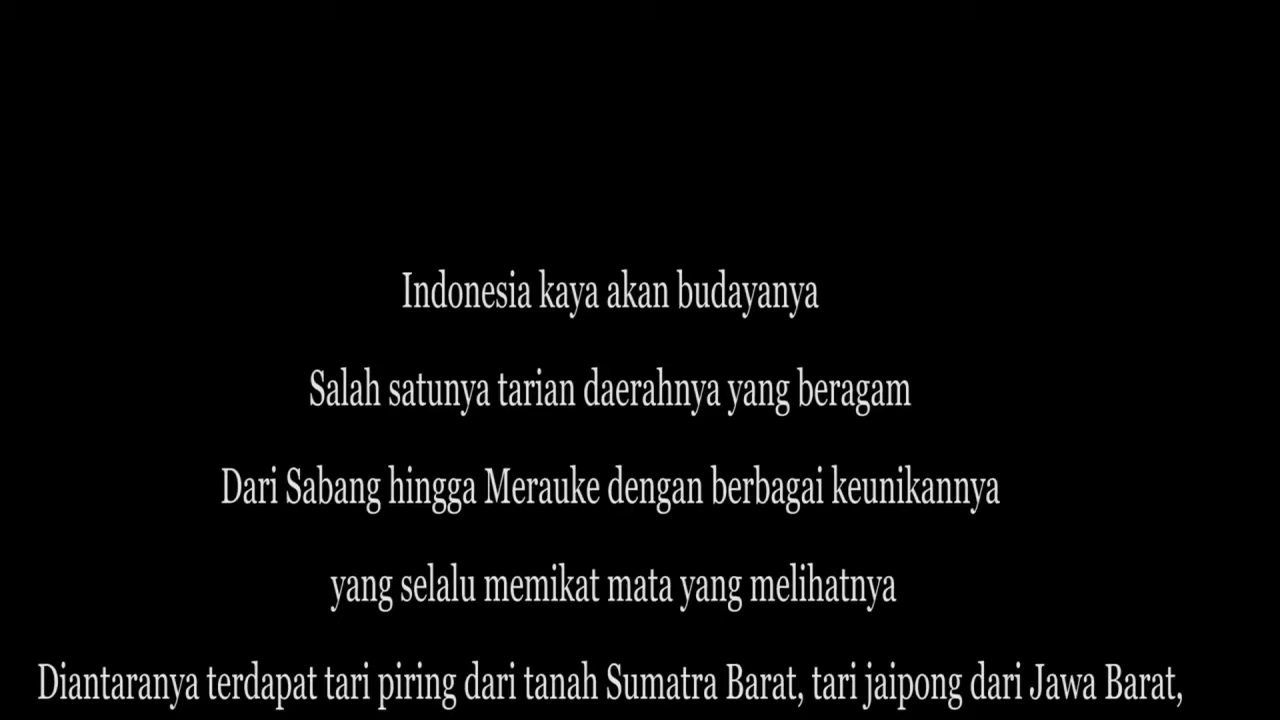 Indonesia kaya akan budayanya
Salah satunya tarian daerahnya yang beragam
Dari Sabang hingga Merauke dengan berbagai keunikannya
yang selalu memikat mata yang melihatnya
Diantaranya terdapat tari piring dari tanah Sumatra Barat, tari jaipong dari Jawa Barat,